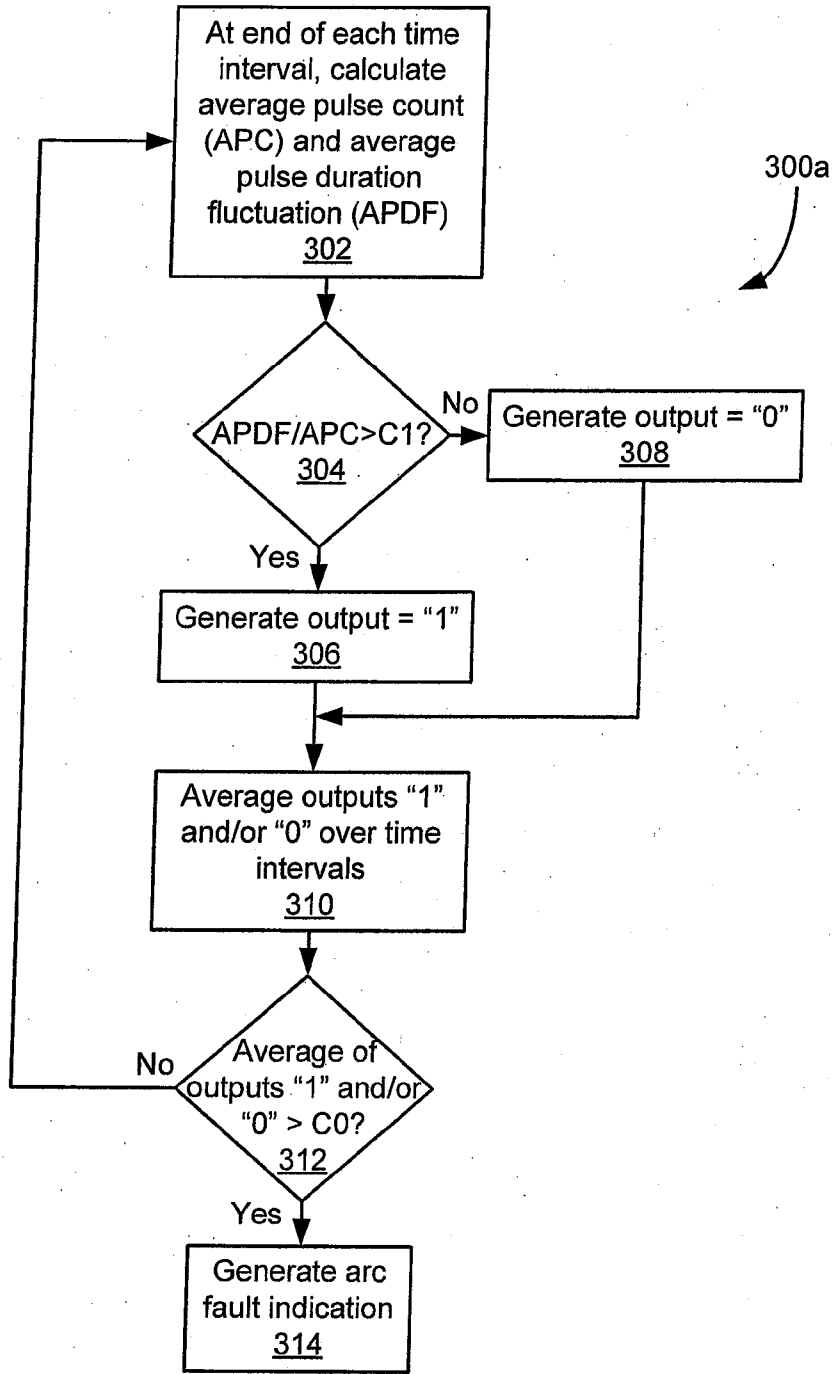 At end of each time
interval, calculate
average pulse count
(APC) and average
pulse duration
fluctuation (APDF)
302
300a
APDF/APC>C1?
304
No
Generate output = “0”
308
Yes
Generate output = “1”
306
Average outputs “1”
and/or “0” over time
intervals
310
No
Average of
outputs “1” and/or
“0” > C0?
312
Yes
Generate arc
fault indication
314